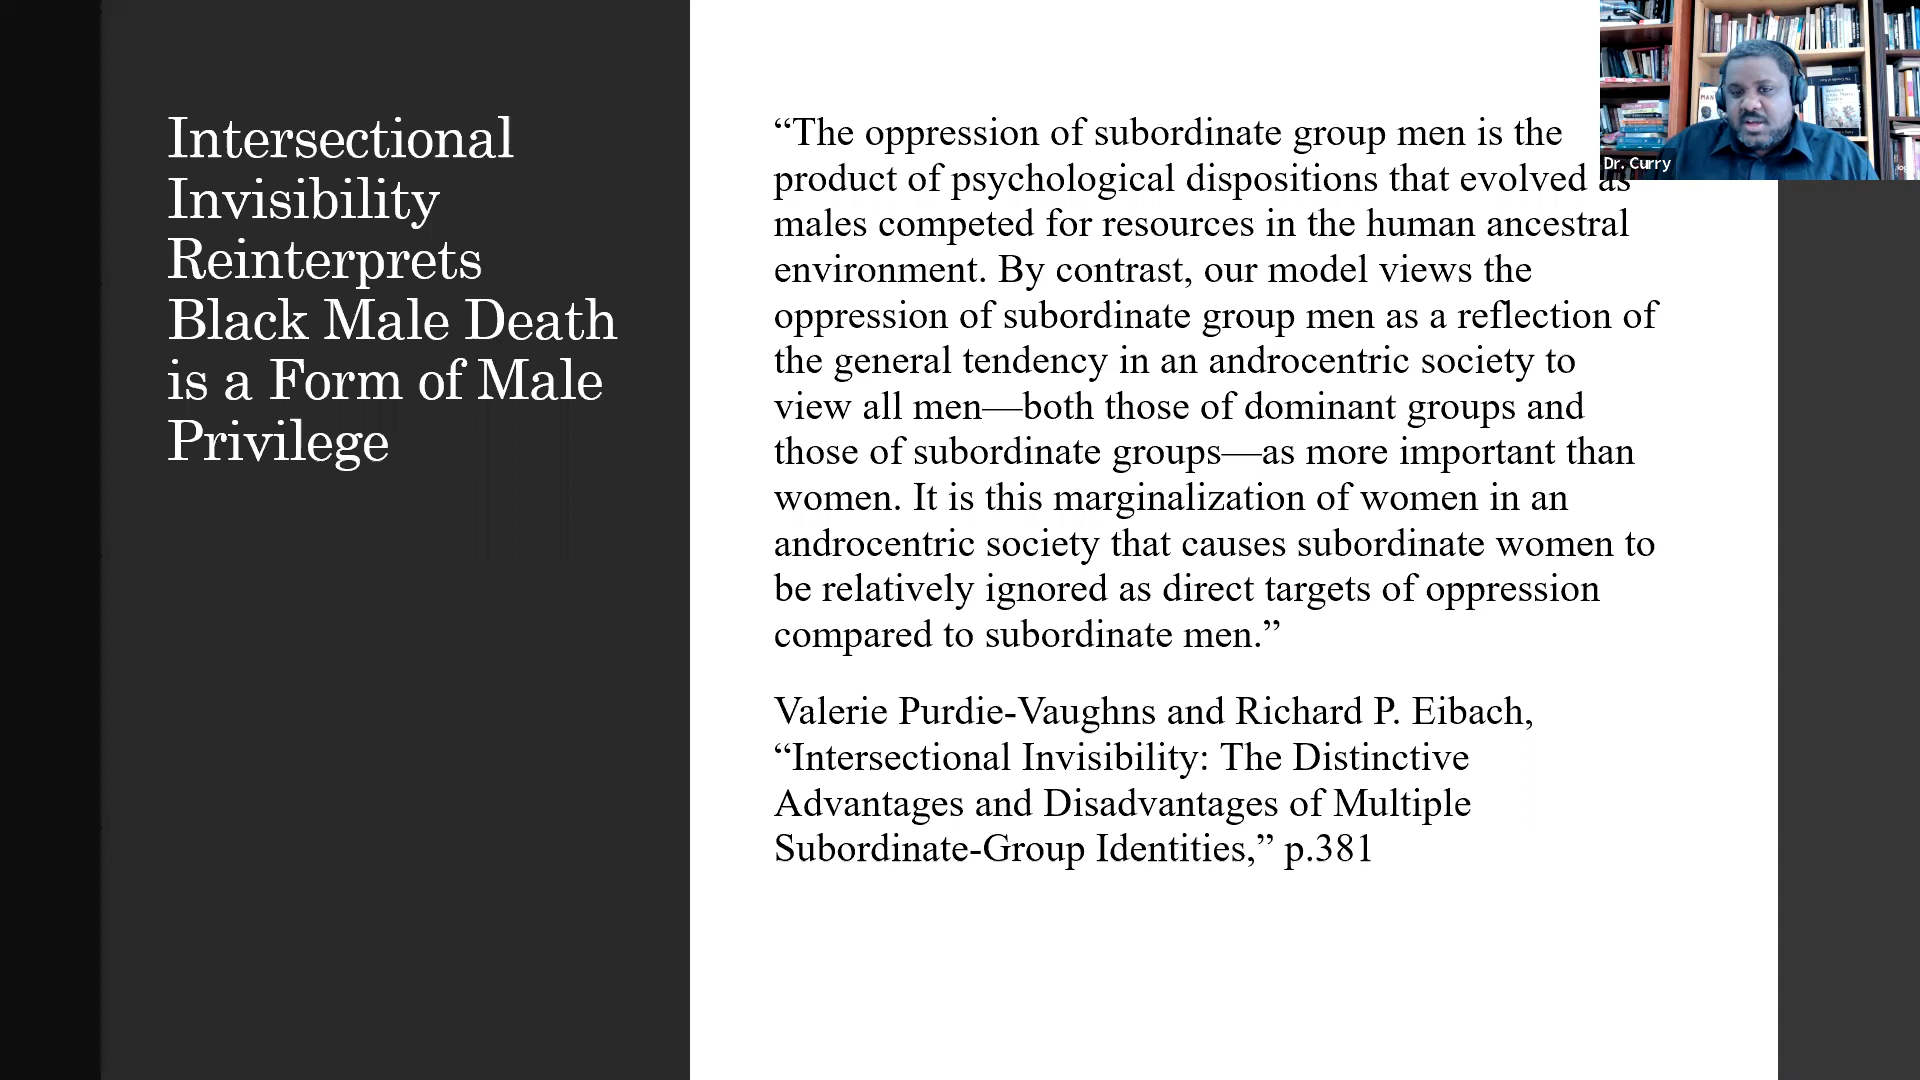 Intersectional
Invisibility
Reinterprets
Black Male Death
is a Form of Male
Privilege
“The oppression of subordinate group men is the
product of psychological dispositions that evolved as
males competed for resources in the human ancestral
environment. By contrast, our model views the
oppression of subordinate group men as a reflection of
the general tendency in an androcentric society to
view all men—both those of dominant groups and
those of subordinate groups—as more important than
women. It is this marginalization of women in an
androcentric society that causes subordinate women to
be relatively ignored as direct targets of oppression
compared to subordinate men.”
Valerie Purdie-Vaughns and Richard P. Eibach,
“Intersectional Invisibility: The Distinctive
Advantages and Disadvantages of Multiple
Subordinate-Group Identities,” p.381
Dr. Curry